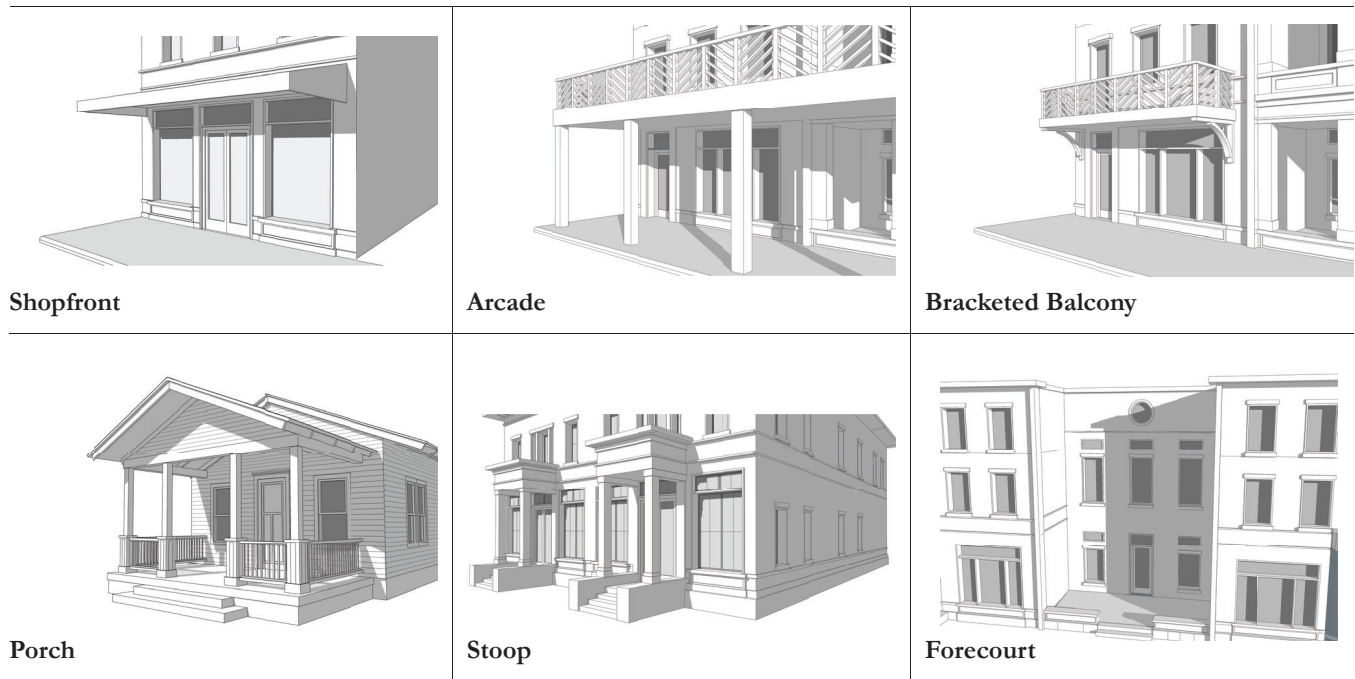 Shopfront
Arcade
Bracketed Balcony
Porch
Stoop
Forecourt